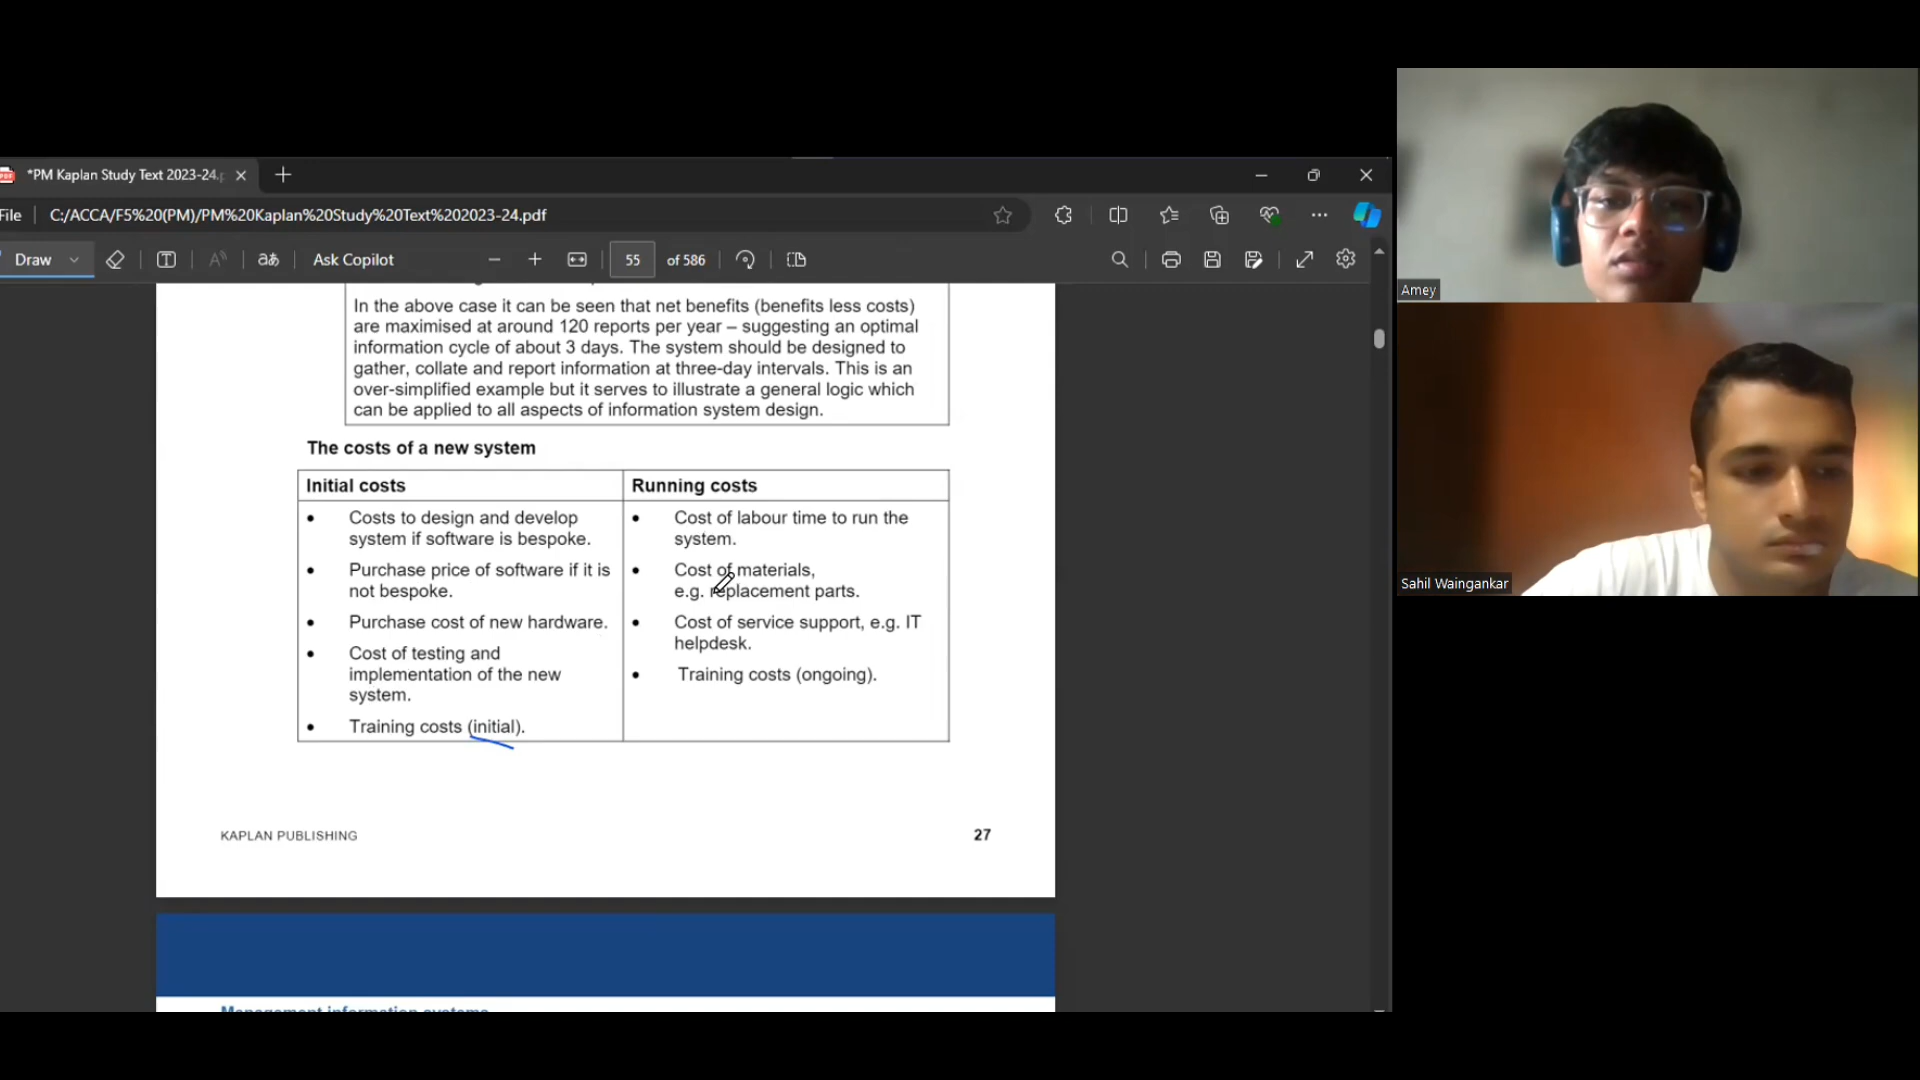 *PM Kaplan Study Text 2023-24.
File
C:/ACCA/F5%20(PM)/PM%20Kaplan%20Study%20Text%202023-24.pdf
Draw
Ask Copilot
55
of 586
In the above case it can be seen that net benefits (benefits less costs)
are maximised at around 120 reports per year – suggesting an optimal
information cycle of about 3 days. The system should be designed to
gather, collate and report information at three-day intervals. This is an
over-simplified example but it serves to illustrate a general logic which
can be applied to all aspects of information system design.
The costs of a new system
Initial costs
• Costs to design and develop
system if software is bespoke.
• Purchase price of software if it is
not bespoke.
• Purchase cost of new hardware.
• Cost of testing and
implementation of the new
system.
• Training costs (initial).
Running costs
• Cost of labour time to run the
system.
• Cost of materials,
e.g. replacement parts.
• Cost of service support, e.g. IT
helpdesk.
• Training costs (ongoing).
KAPLAN PUBLISHING
27
Management information systems
Amey
Sahil Waingankar